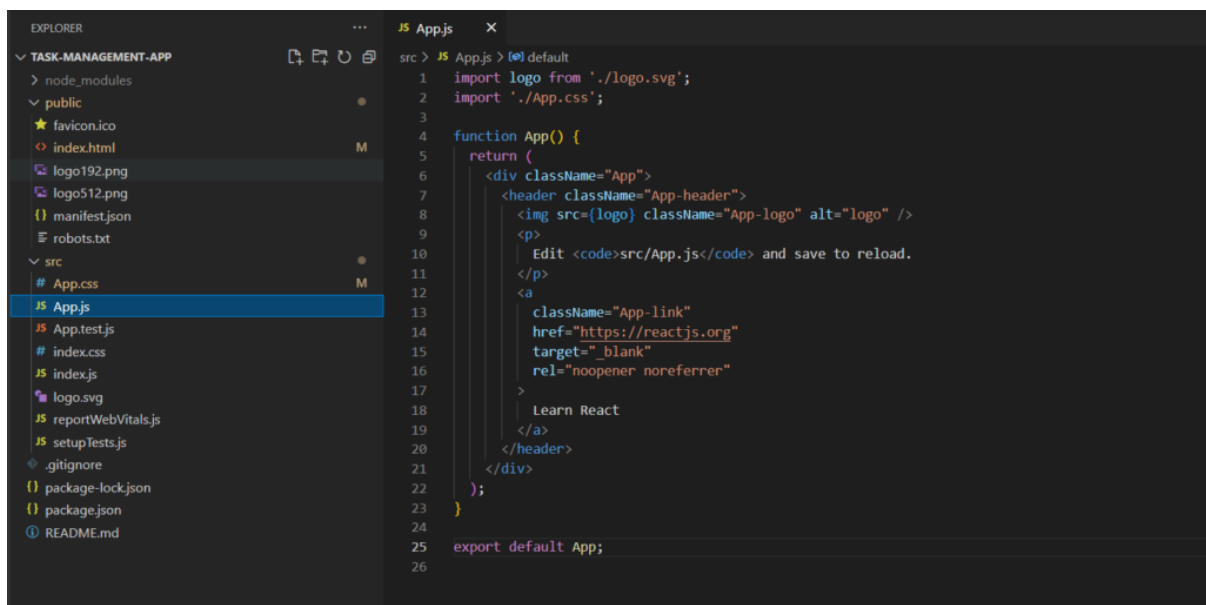 EXPLORER
TASK-MANAGEMENT-APP
node_modules
public
favicon.ico
index.html M
logo192.png
logo512.png
manifest.json
robots.txt
src
App.css M
App.js
App.test.js
index.css
index.js
logo.svg
reportWebVitals.js
setupTests.js
.gitignore
package-lock.json
package.json
README.md
JS App.js
src > JS App.js > default
1 import logo from './logo.svg';
2 import './App.css';
3
4 function App() {
5   return (
6     <div className="App">
7       <header className="App-header">
8         <img src={logo} className="App-logo" alt="logo" />
9         <p>
10           Edit <code>src/App.js</code> and save to reload.
11         </p>
12         <a
13           className="App-link"
14           href="https://reactjs.org"
15           target="_blank"
16           rel="noopener noreferrer"
17         >
18           Learn React
19         </a>
20       </header>
21     </div>
22   );
23 }
24
25 export default App;
26